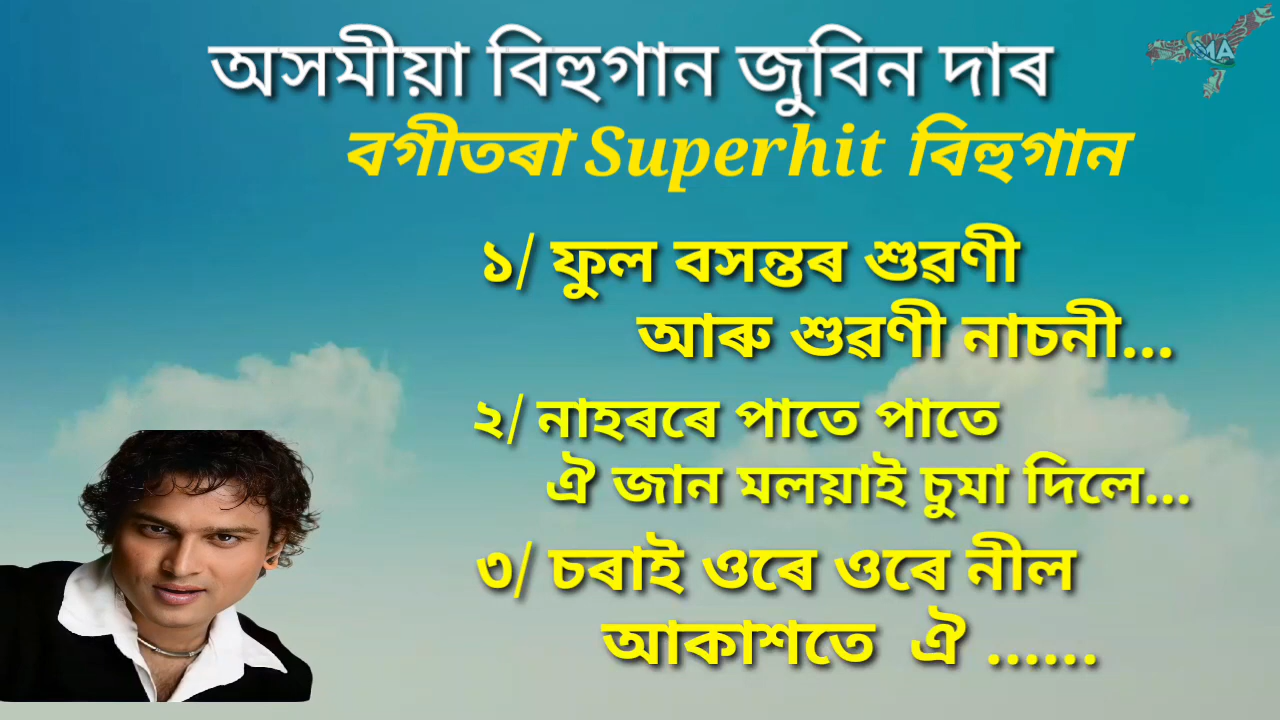 অসমীয়া বিহুগান জুবিন দাৰ
MA
বগীতৰা Superhit বিহুগান
১/ ফুল বসন্তৰ শুৱণী
আৰু শুৱণী নাচনী...
২/ নাহৰৰে পাতে পাতে
ঐ জান মলয়াই চুমা দিলে...
৩/ চৰাই ওৰে ওৰে নীল
আকাশতে ঐ ......